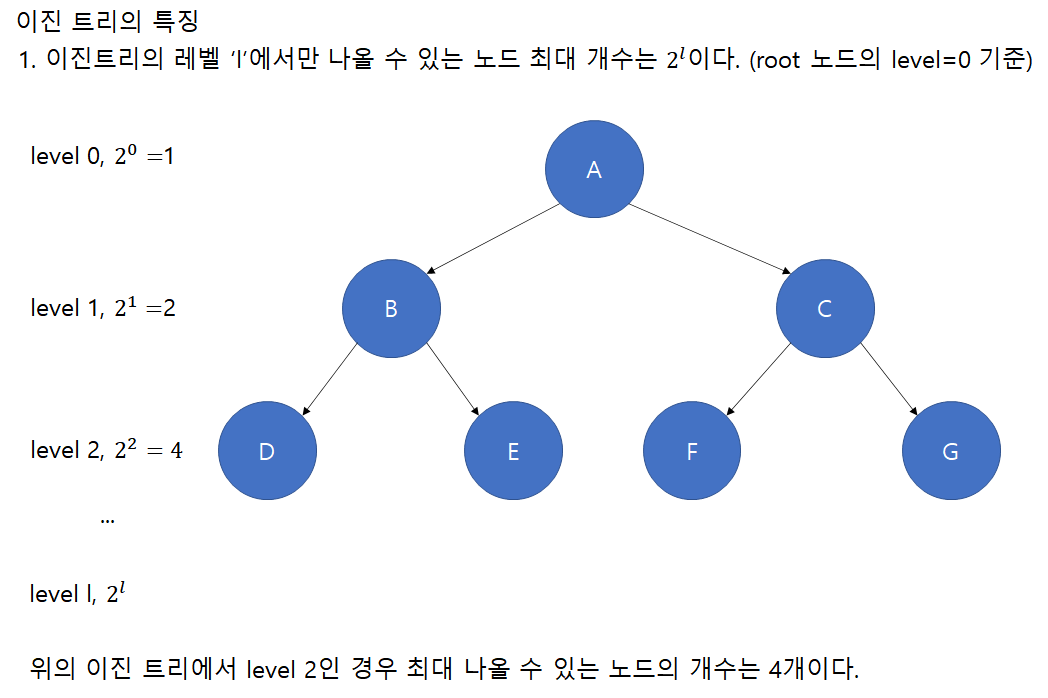 이진 트리의 특징
1. 이진트리의 레벨 ‘l’에서만 나올 수 있는 노드 최대 개수는 2^l이다. (root 노드의 level=0 기준)
level 0, 2^0 =1
A
level 1, 2^1 =2
B
C
level 2, 2^2 = 4
D
E
F
G
...
level l, 2^l
위의 이진 트리에서 level 2인 경우 최대 나올 수 있는 노드의 개수는 4개이다.